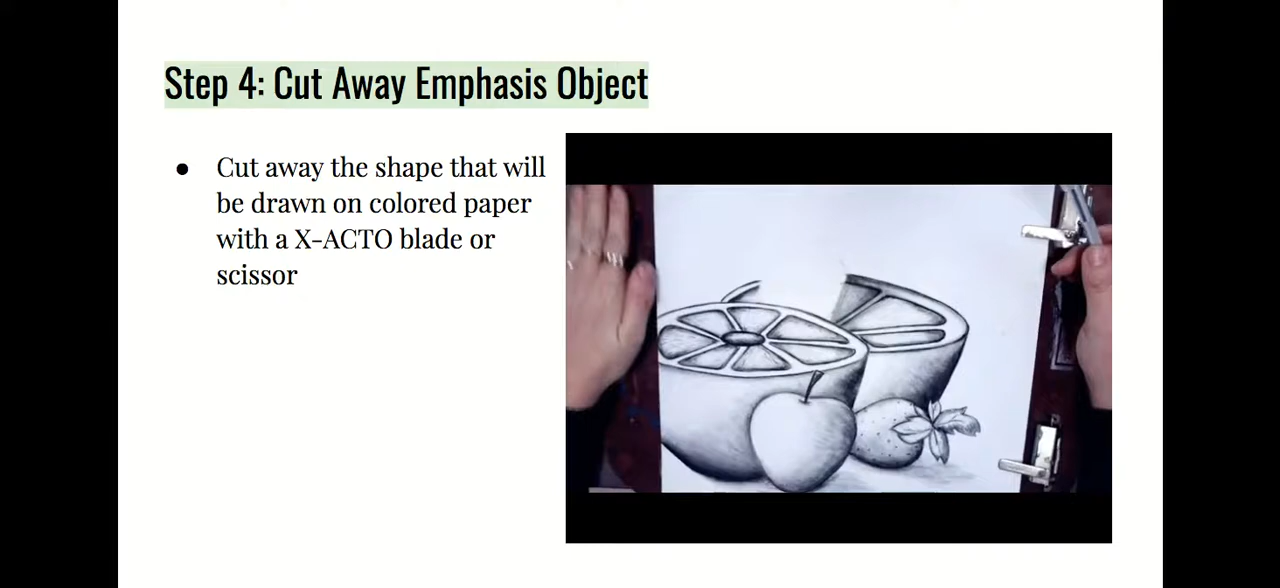 Step 4: Cut Away Emphasis Object
● Cut away the shape that will
be drawn on colored paper
with a X-ACTO blade or
scissor